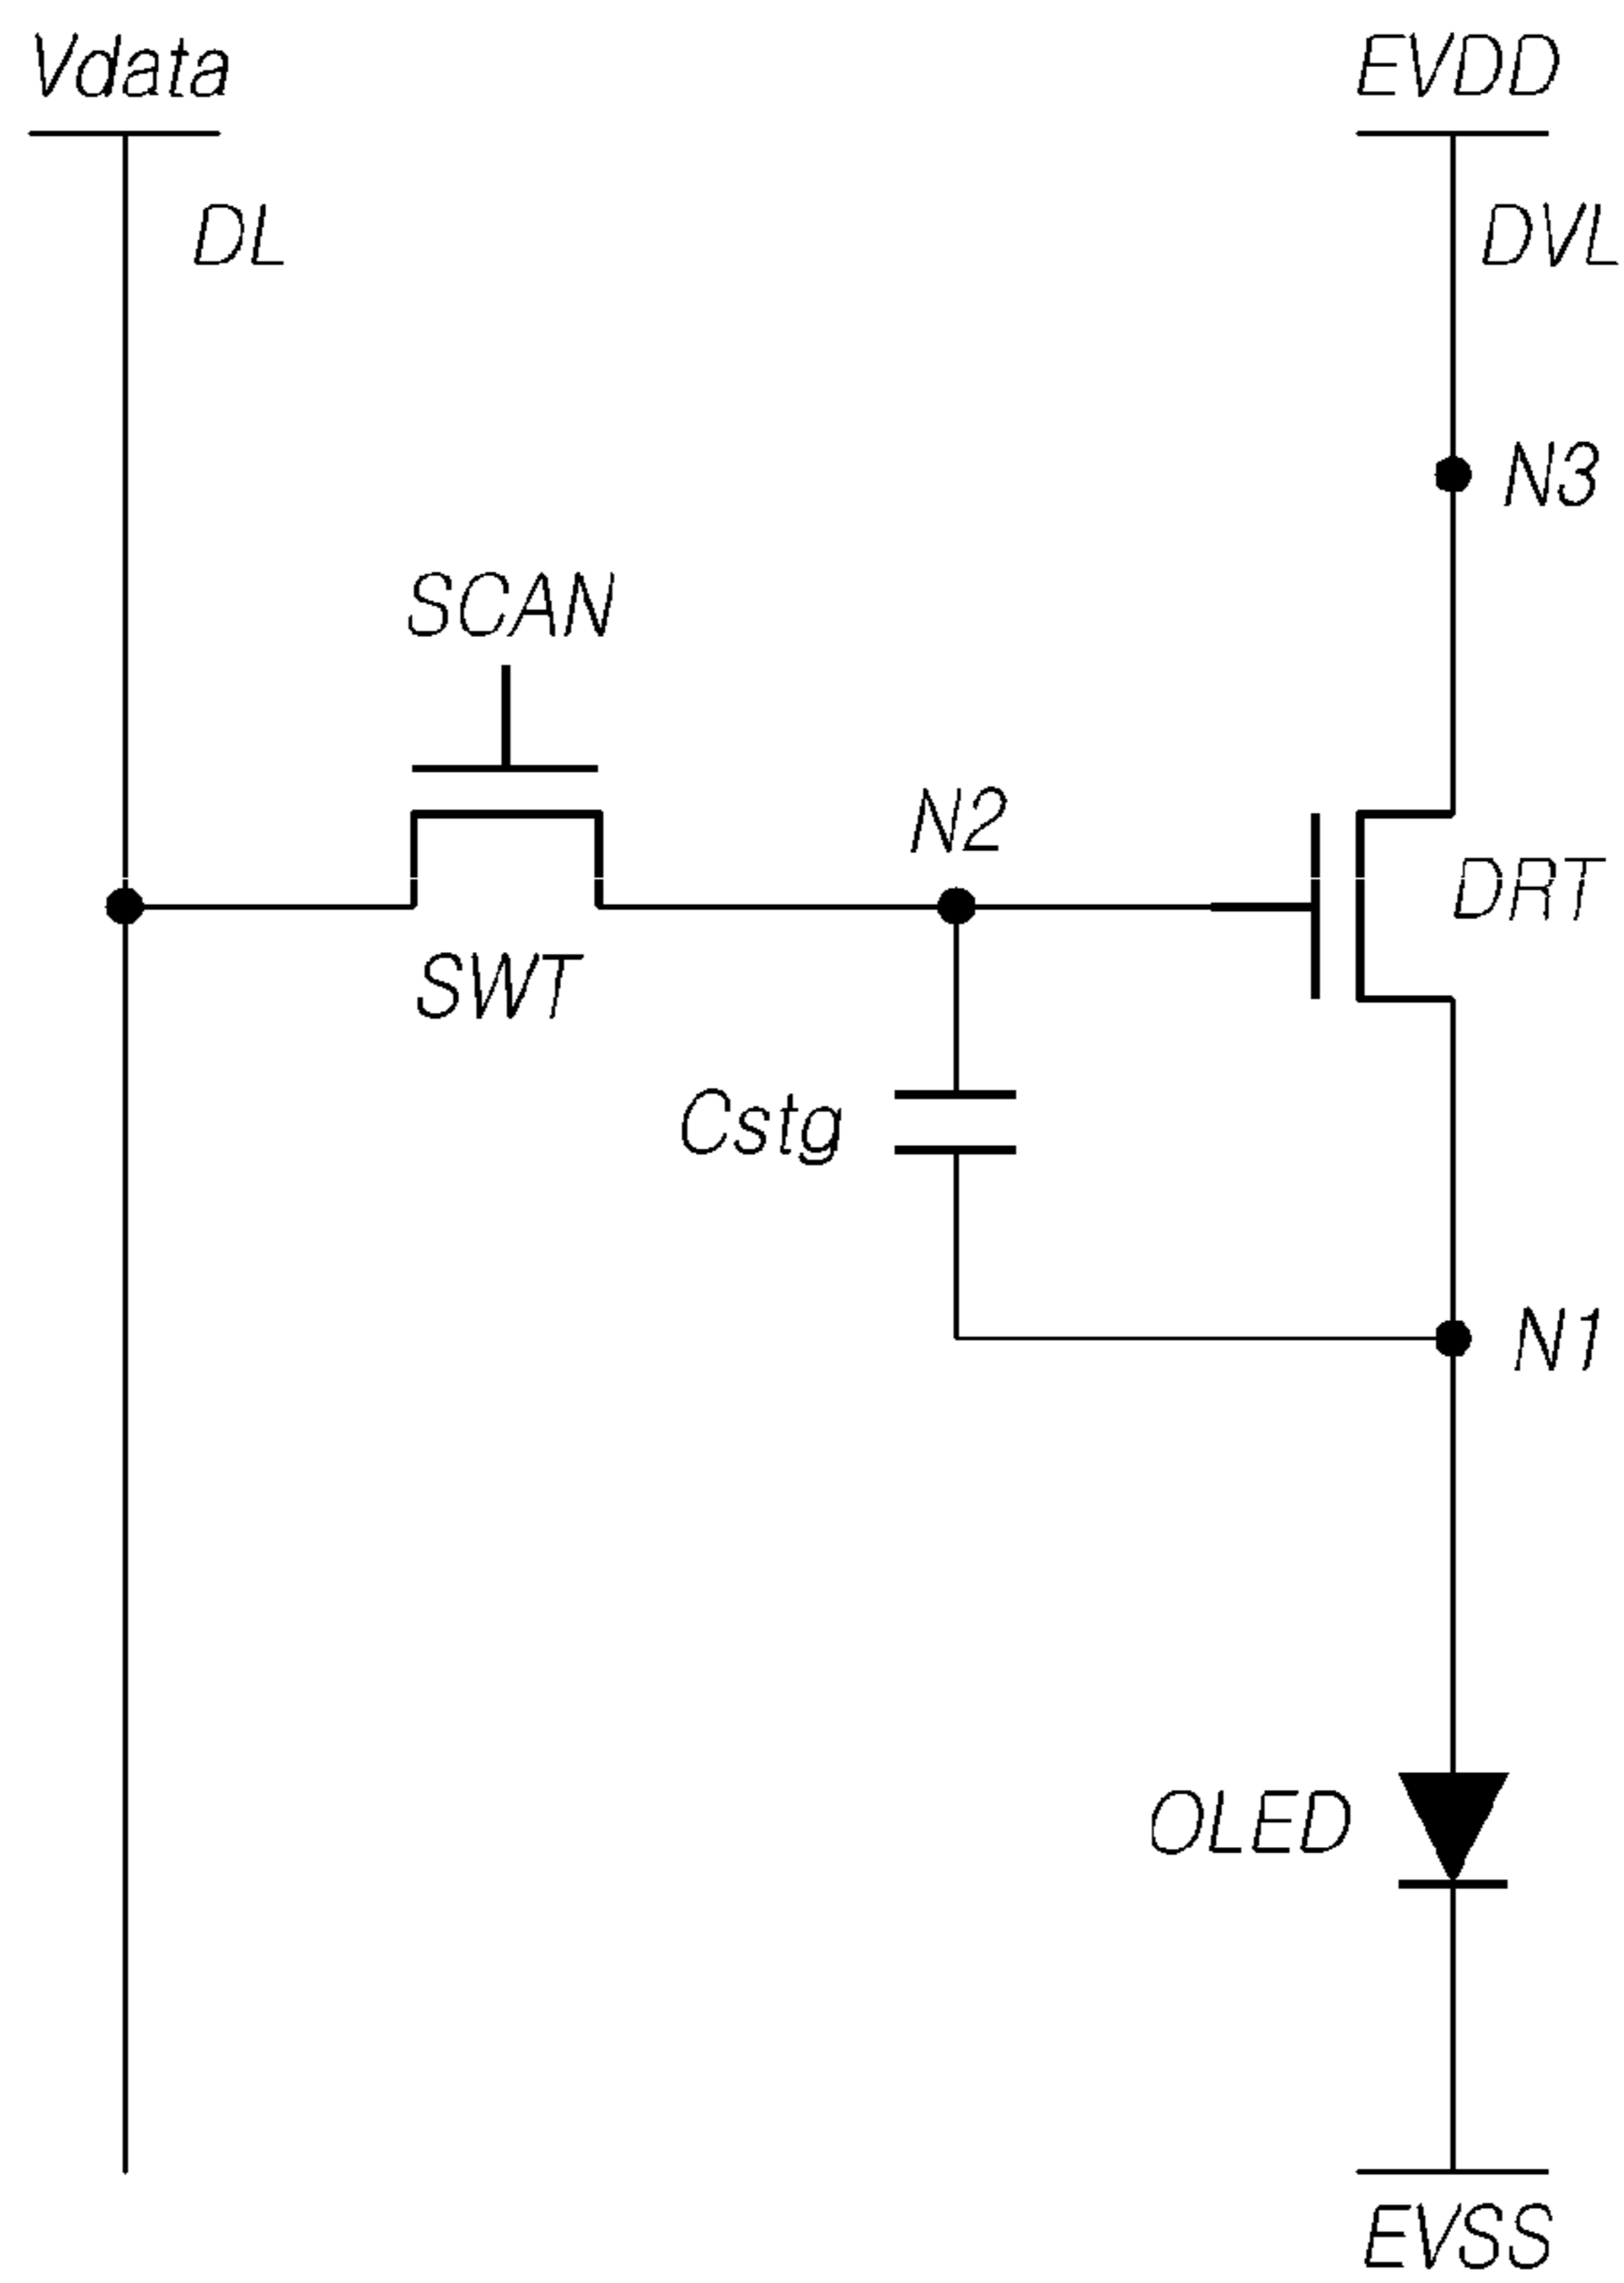 Vdata
EVDD
DL
DVL
N3
SCAN
N2
DRT
SWT
Cstg
N1
OLED
EVSS